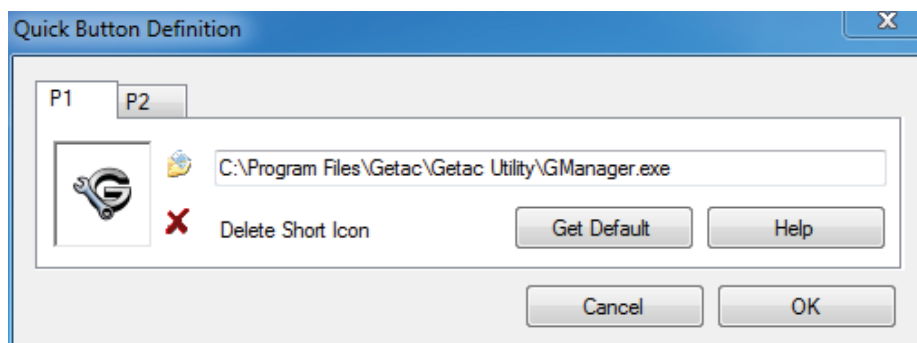 Quick Button Definition
P1
P2
C:\Program Files\Getac\Getac Utility\GManager.exe
Delete Short Icon
Get Default
Help
Cancel
OK